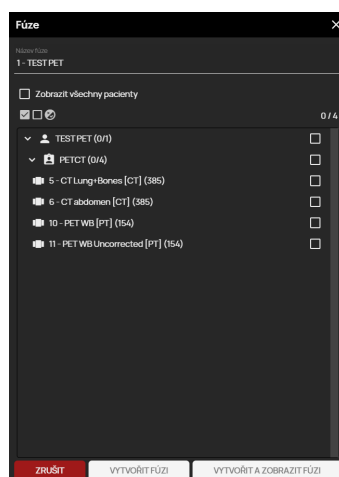 Fúze
Název fúze
1 - TEST PET
Zobrazit všechny pacienty
0 / 4
TEST PET (0/1)
PETCT (0/4)
5 - CT Lung+Bones [CT] (385)
6 - CT abdomen [CT] (385)
10 - PET WB [PT] (154)
11 - PET WB Uncorrected [PT] (154)
ZRUŠIT
VYTVOŘIT FÚZI
VYTVOŘIT A ZOBRAZIT FÚZI